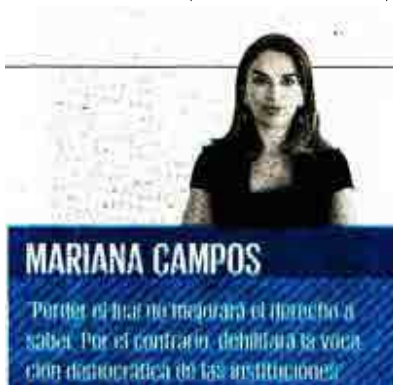 MARIANA CAMPOS
"Perder el Inai no mejorará el derecho a
saber. Por el contrario, debilitará la voca-
ción democrática de las instituciones"